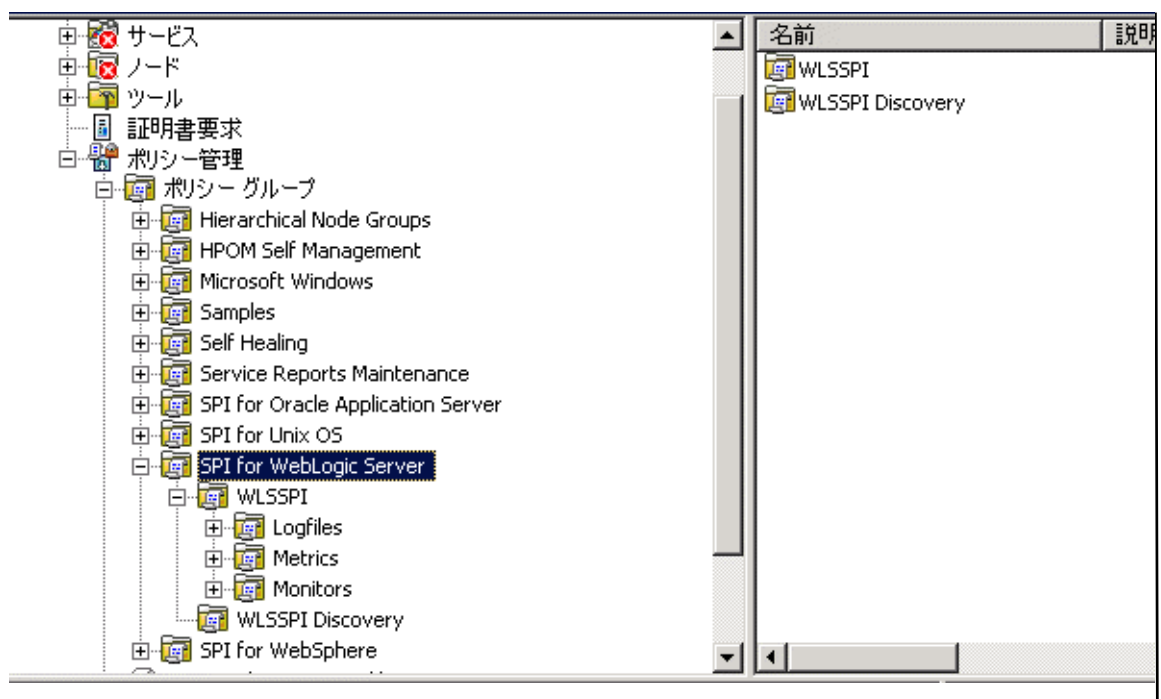 サービス
ノード
ツール
証明書要求
ポリシー管理
ポリシー グループ
Hierarchical Node Groups
HPOM Self Management
Microsoft Windows
Samples
Self Healing
Service Reports Maintenance
SPI for Oracle Application Server
SPI for Unix OS
SPI for WebLogic Server
WLSSPI
Logfiles
Metrics
Monitors
WLSSPI Discovery
SPI for WebSphere
名前
説明
WLSSPI
WLSSPI Discovery